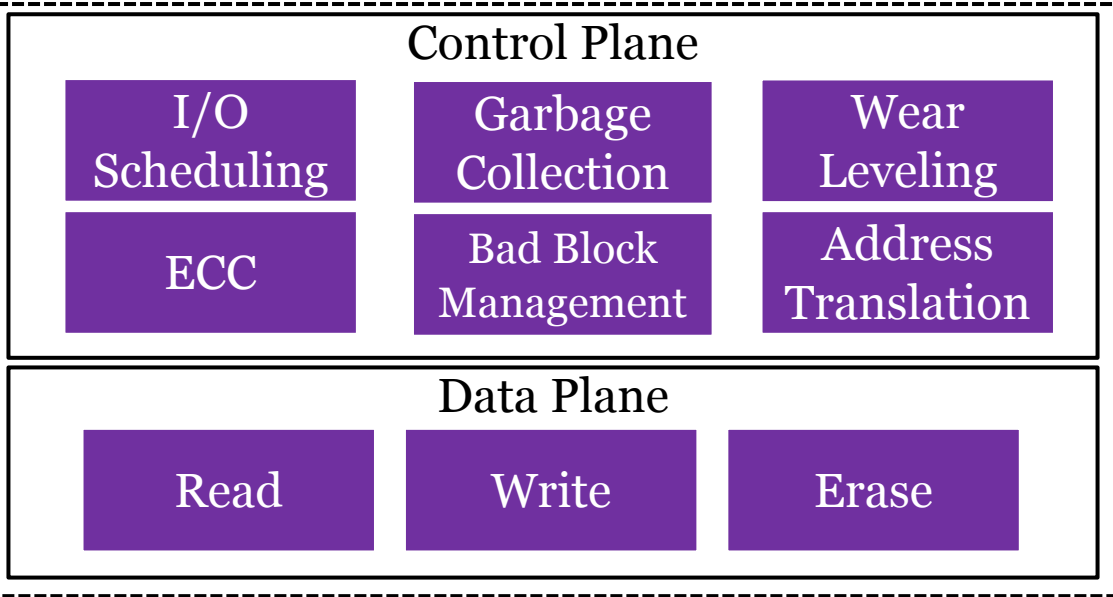 Control Plane
I/O
Scheduling
Garbage
Collection
Wear
Leveling
ECC
Bad Block
Management
Address
Translation
Data Plane
Read
Write
Erase